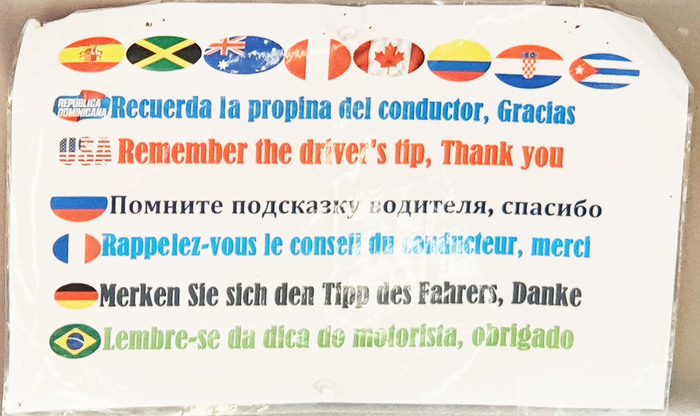 REPÚBLICA DOMINICANA Recuerda la propina del conductor, Gracias
USA Remember the driver's tip, Thank you
Помните подсказку водителя, спасибо
Rappelez-vous le conseil du conducteur, merci
Merken Sie sich den Tipp des Fahrers, Danke
Lembre-se da dica do motorista, obrigado